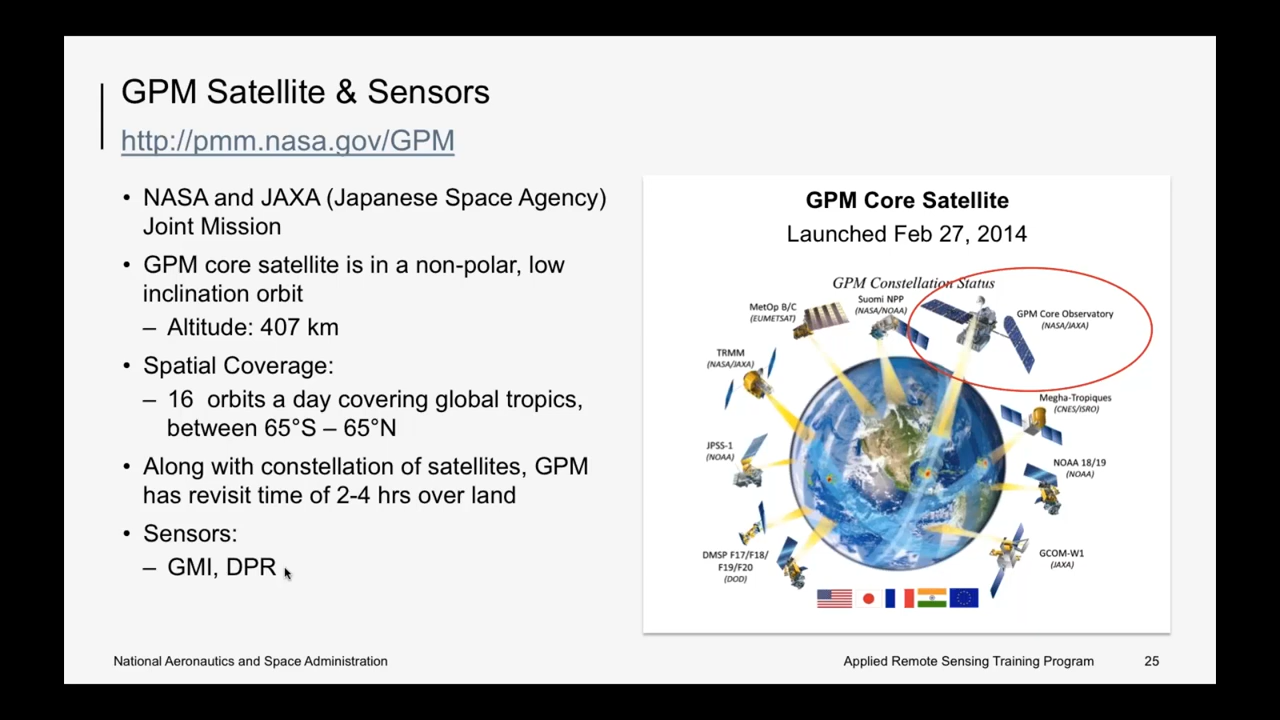 GPM Satellite & Sensors
http://pmm.nasa.gov/GPM
• NASA and JAXA (Japanese Space Agency)
Joint Mission
• GPM core satellite is in a non-polar, low
inclination orbit
– Altitude: 407 km
• Spatial Coverage:
– 16 orbits a day covering global tropics,
between 65°S – 65°N
• Along with constellation of satellites, GPM
has revisit time of 2-4 hrs over land
• Sensors:
– GMI, DPR
GPM Core Satellite
Launched Feb 27, 2014
GPM Constellation Status
MetOp B/C
(EUMETSAT)
Suomi NPP
(NASA/NOAA)
GPM Core Observatory
(NASA/JAXA)
TRMM
(NASA/JAXA)
Megha-Tropiques
(CNES/ISRO)
JPSS-1
(NOAA)
NOAA 18/19
(NOAA)
DMSP F17/F18/
F19/F20
(DOD)
GCOM-W1
(JAXA)
National Aeronautics and Space Administration
Applied Remote Sensing Training Program
25